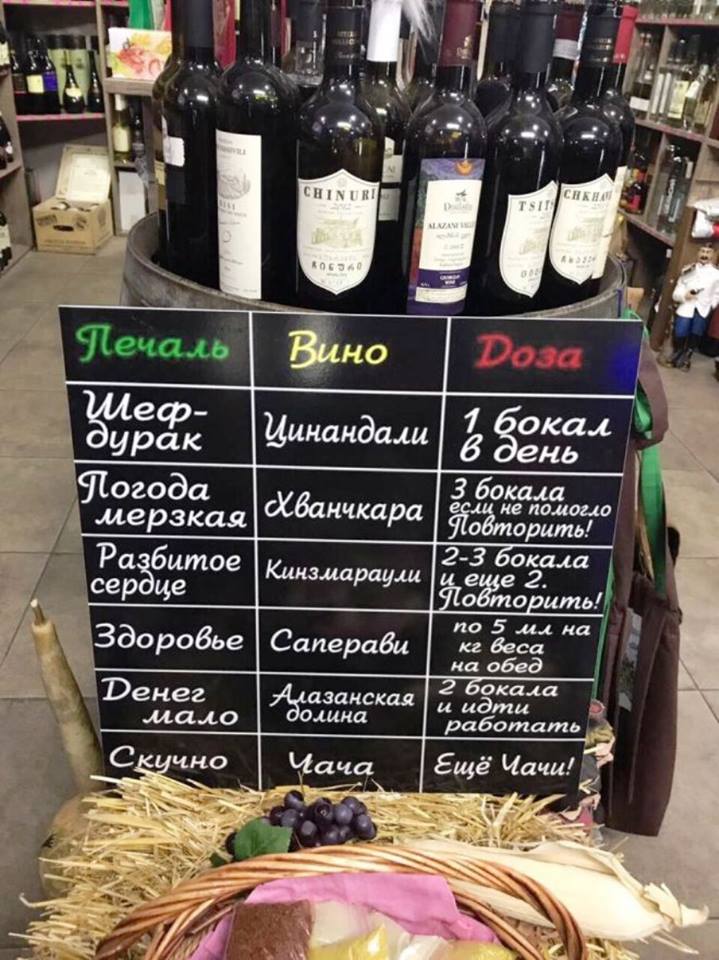 CHINURI
2012
ALAZANI VALLEY
TSITS
CHKHAV
Печаль Вино Доза
Шеф-
дурак
Цинандали
1 бокал
в день
Погода
мерзкая
Хванчкара
3 бокала
если не помогло
Повторить!
Разбитое
сердце
Кинзмараули
2-3 бокала
и еще 2.
Повторить!
Здоровье
Саперави
по 5 мл на
кг веса
на обед
Денег
мало
Алазанская
долина
2 бокала
и идти
работать
Скучно Чача Ещё Чачи!